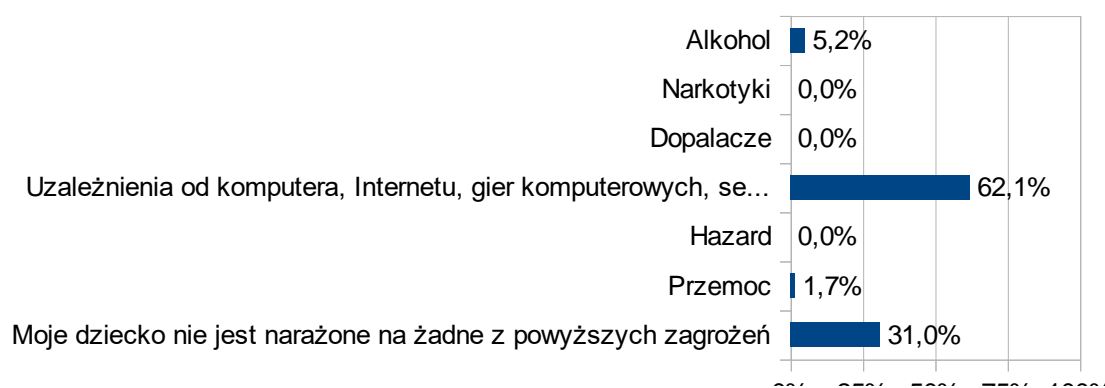 Alkohol 5,2%
Narkotyki 0,0%
Dopalacze 0,0%
Uzależnienia od komputera, Internetu, gier komputerowych, se... 62,1%
Hazard 0,0%
Przemoc 1,7%
Moje dziecko nie jest narażone na żadne z powyższych zagrożeń 31,0%